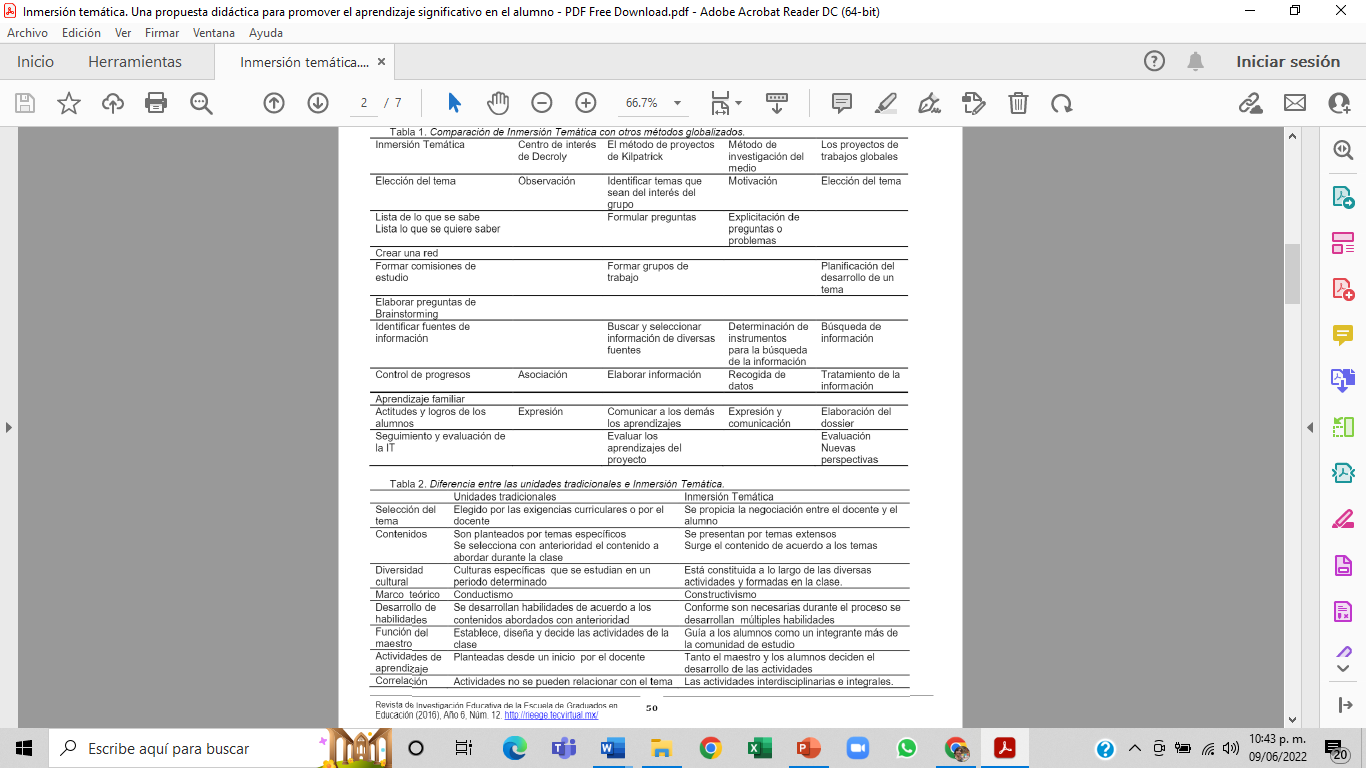 Inmersión temática. Una propuesta didáctica para promover el aprendizaje significativo en el alumno - PDF Free Download.pdf - Adobe Acrobat Reader DC (64-bit)
Archivo Edición Ver Firmar Ventana Ayuda
Inicio Herramientas Inmersión temática.... × Iniciar sesión
2 / 7 66.7%
Tabla 1. Comparación de Inmersión Temática con otros métodos globalizados.
Inmersión Temática Centro de interés El método de proyectos Método de Los proyectos de
de Decroly de Kilpatrick investigación del trabajos globales
medio
Elección del tema Observación Identificar temas que Motivación Elección del tema
sean del interés del
grupo
Lista de lo que se sabe Formular preguntas Explicitación de
Lista lo que se quiere saber preguntas o
problemas
Crear una red
Formar comisiones de Formar grupos de Planificación del
estudio trabajo desarrollo de un
tema
Elaborar preguntas de
Brainstorming
Identificar fuentes de Buscar y seleccionar Determinación de Búsqueda de
información información de diversas instrumentos información
fuentes para la búsqueda
de la información
Control de progresos Asociación Elaborar información Recogida de Tratamiento de la
datos información
Aprendizaje familiar
Actitudes y logros de los Expresión Comunicar a los demás Expresión y Elaboración del
alumnos los aprendizajes comunicación dossier
Seguimiento y evaluación de Evaluar los Evaluación
la IT aprendizajes del Nuevas
proyecto perspectivas
Tabla 2. Diferencia entre las unidades tradicionales e Inmersión Temática.
Unidades tradicionales Inmersión Temática
Selección del Elegido por las exigencias curriculares o por el Se propicia la negociación entre el docente y el
tema docente alumno
Contenidos Son planteados por temas específicos Se presentan por temas extensos
Se selecciona con anterioridad el contenido a Surge el contenido de acuerdo a los temas
abordar durante la clase
Diversidad Culturas específicas que se estudian en un Está constituida a lo largo de las diversas
cultural periodo determinado actividades y formadas en la clase.
Marco teórico Conductismo Constructivismo
Desarrollo de Se desarrollan habilidades de acuerdo a los Conforme son necesarias durante el proceso se
habilidades contenidos abordados con anterioridad desarrollan múltiples habilidades
Función del Establece, diseña y decide las actividades de la Guía a los alumnos como un integrante más de
maestro clase la comunidad de estudio
Actividades de Planteadas desde un inicio por el docente Tanto el maestro y los alumnos deciden el
aprendizaje desarrollo de las actividades
Correlación Actividades no se pueden relacionar con el tema Las actividades interdisciplinarias e integrales.
Revista de Investigación Educativa de la Escuela de Graduados en 50
Educación (2016), Año 6, Núm. 12. http://rieege.tecvirtual.mx/
Escribe aquí para buscar 10:43 p. m.
09/06/2022 20